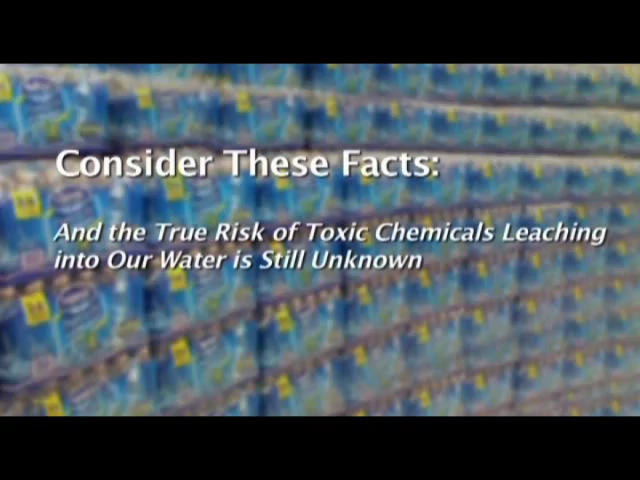 Consider These Facts:
And the True Risk of Toxic Chemicals Leaching
into Our Water is Still Unknown